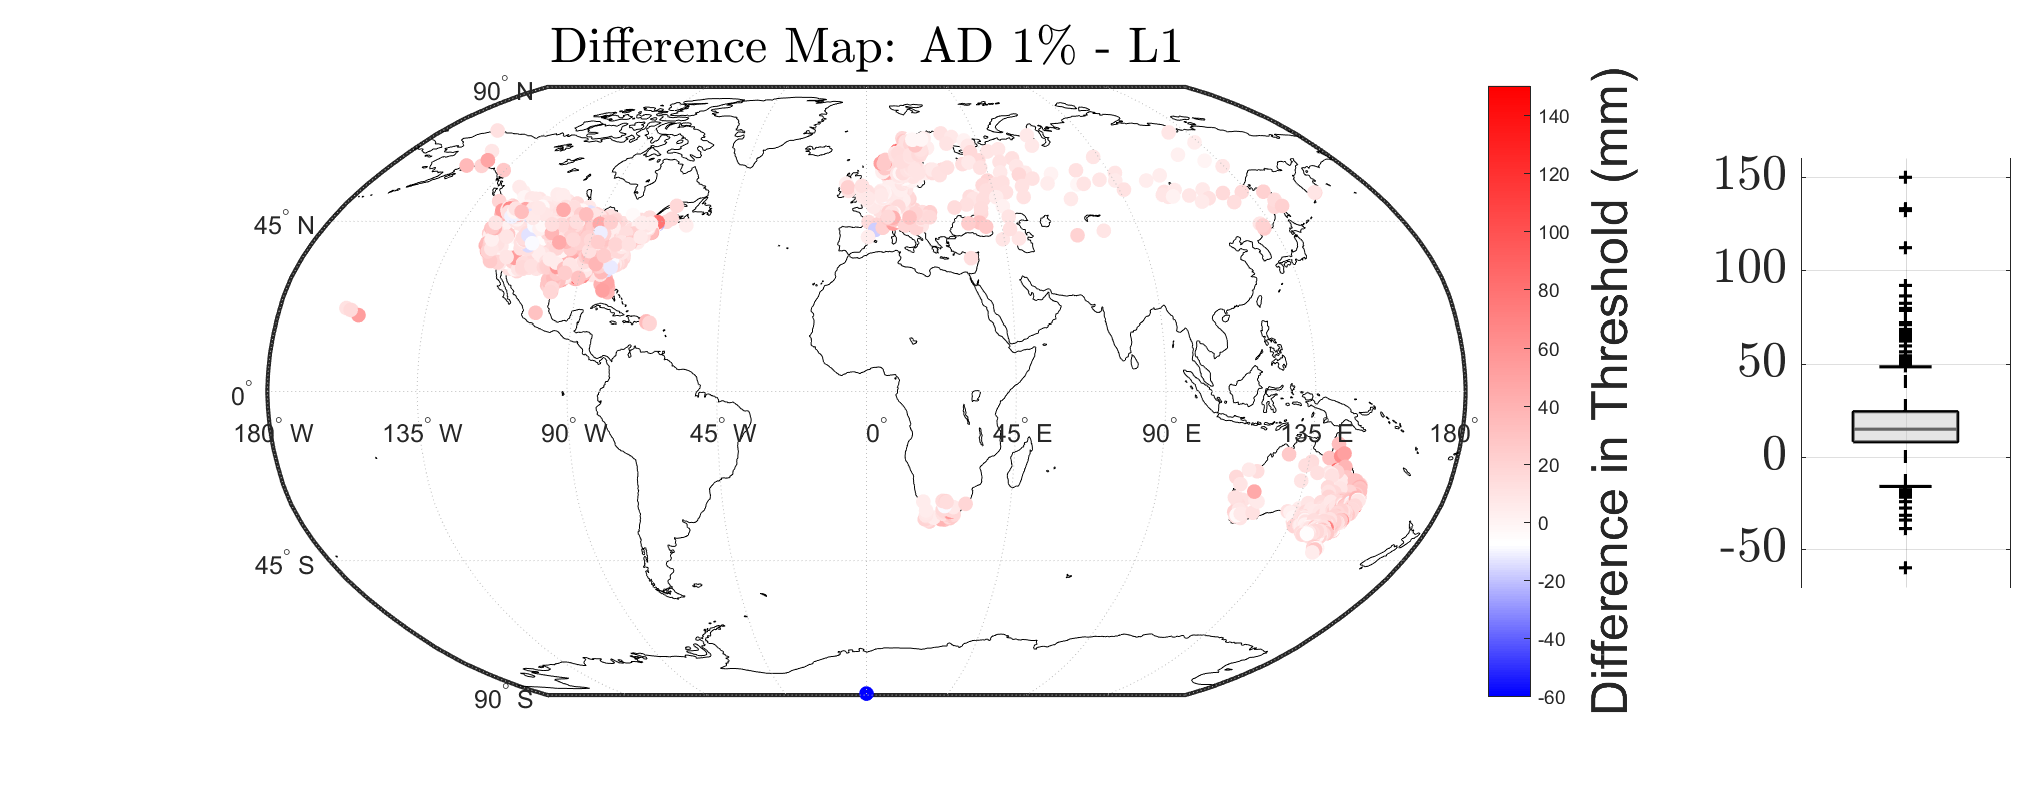 Difference Map: AD 1% - L1
90° N
45° N
0°
180° W
135° W
90° W
45° W
0°
45° E
90° E
135° E
180°
45° S
90° S
140
120
100
80
60
40
20
0
-20
-40
-60
Difference in Threshold (mm)
150
100
50
0
-50